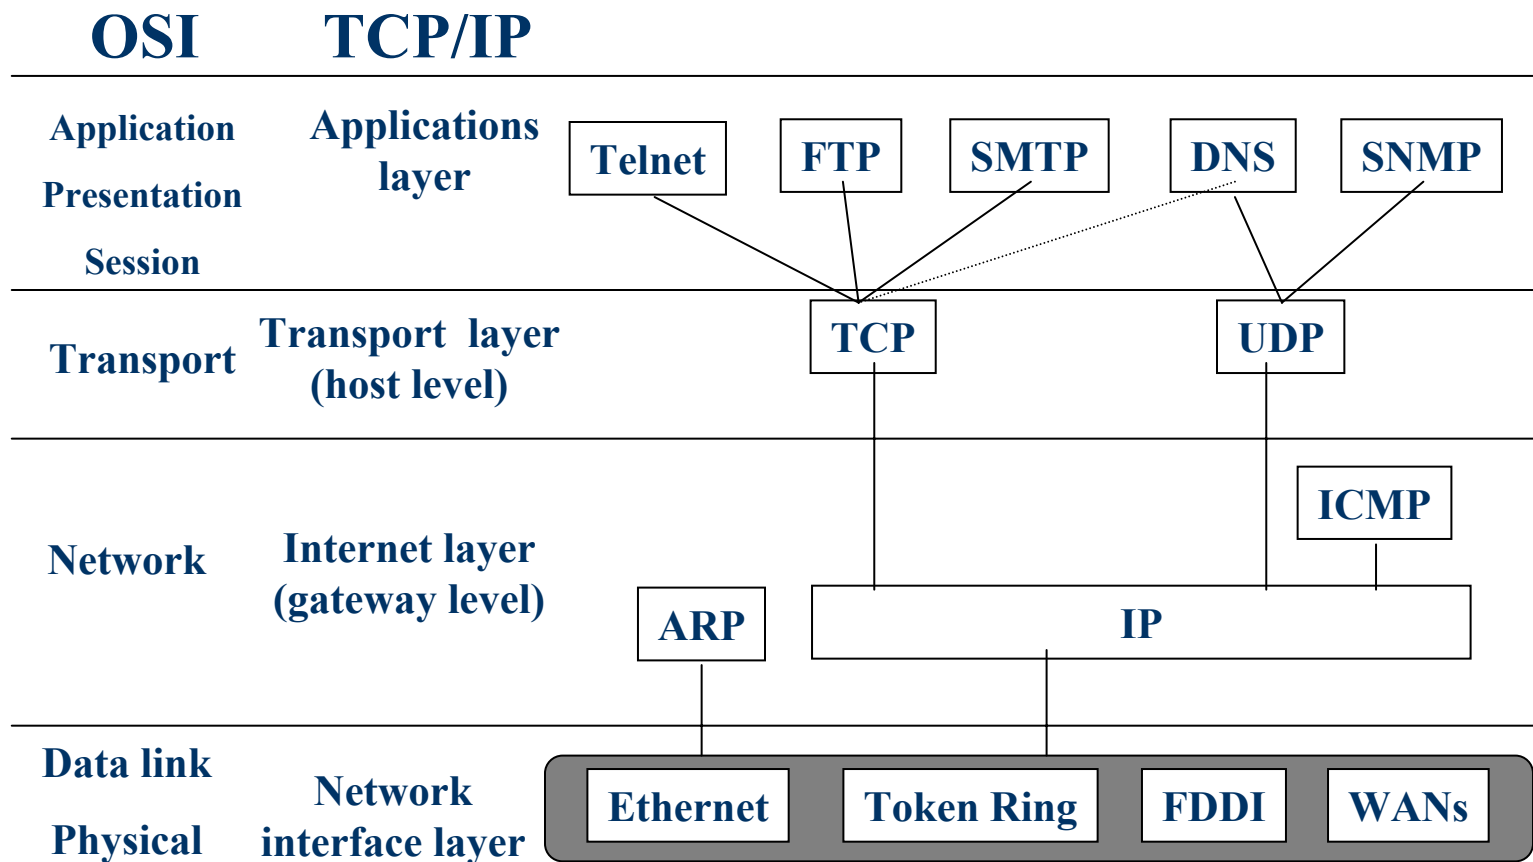 OSI TCP/IP
Application
Presentation
Session
Applications
layer
Telnet
FTP
SMTP
DNS
SNMP
Transport
Transport layer
(host level)
TCP
UDP
Network
Internet layer
(gateway level)
ICMP
ARP
IP
Data link
Physical
Network
interface layer
Ethernet
Token Ring
FDDI
WANs